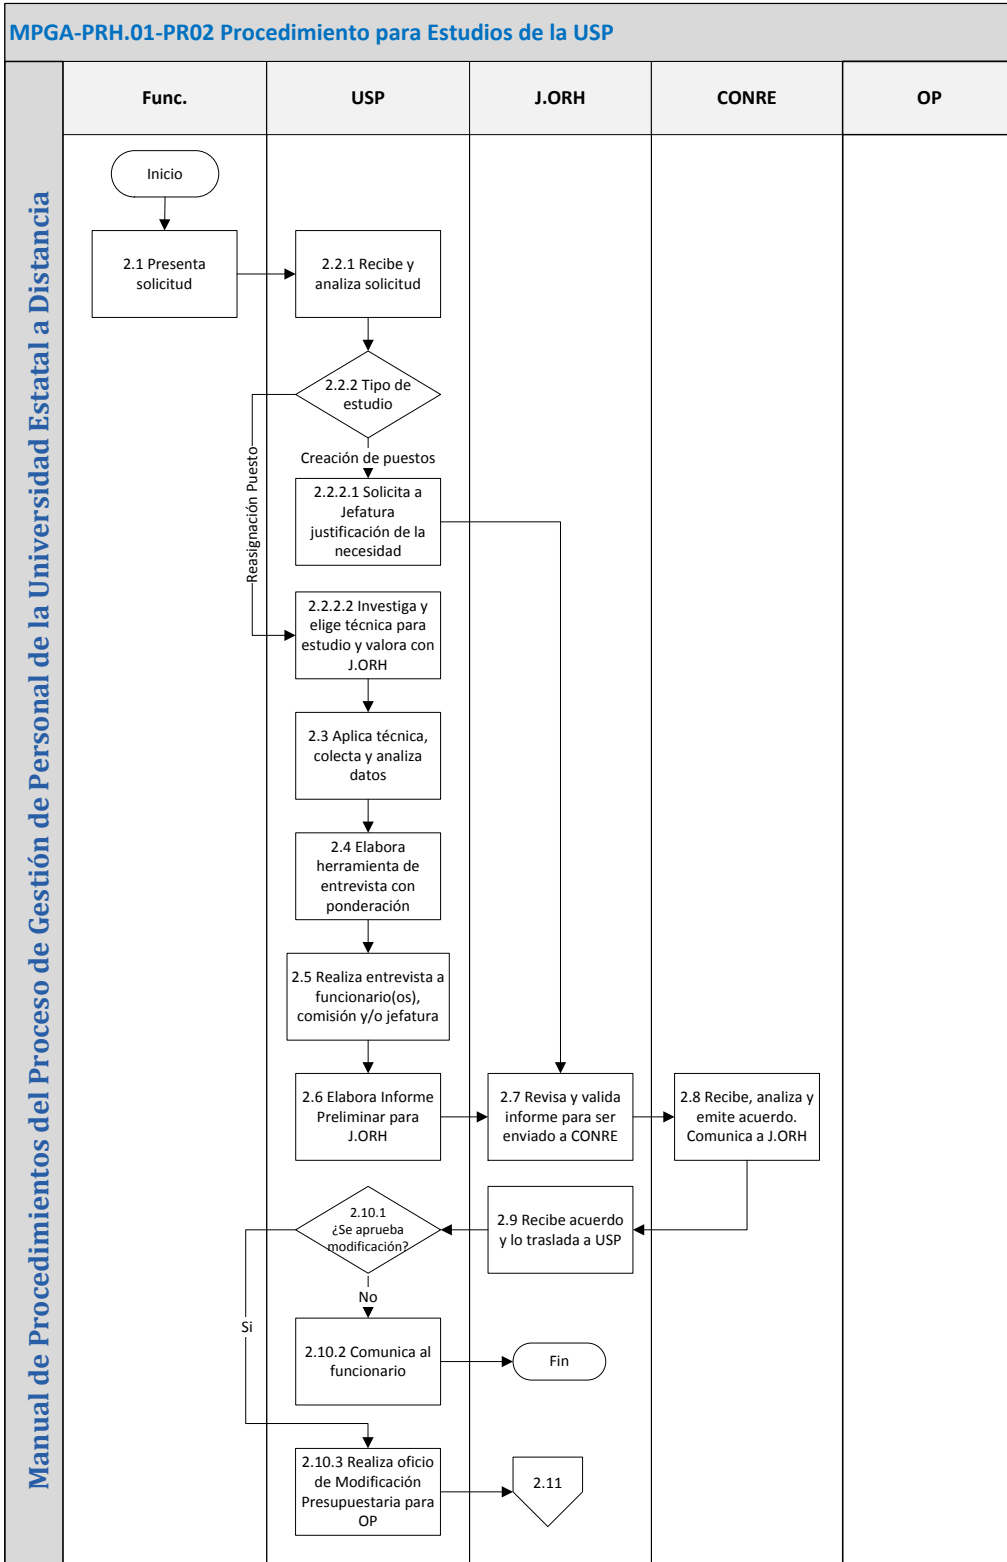 MPGA-PRH.01-PR02 Procedimiento para Estudios de la USP
Manual de Procedimientos del Proceso de Gestión de Personal de la Universidad Estatal a Distancia
Func.
USP
J.ORH
CONRE
OP
Inicio
2.1 Presenta
solicitud
2.2.1 Recibe y
analiza solicitud
2.2.2 Tipo de
estudio
Reasignación Puesto
Creación de puestos
2.2.2.1 Solicita a
Jefatura
justificación de la
necesidad
2.2.2.2 Investiga y
elige técnica para
estudio y valora con
J.ORH
2.3 Aplica técnica,
colecta y analiza
datos
2.4 Elabora
herramienta de
entrevista con
ponderación
2.5 Realiza entrevista a
funcionario(os),
comisión y/o jefatura
2.6 Elabora Informe
Preliminar para
J.ORH
2.7 Revisa y valida
informe para ser
enviado a CONRE
2.8 Recibe, analiza y
emite acuerdo.
Comunica a J.ORH
2.9 Recibe acuerdo
y lo traslada a USP
2.10.1
¿Se aprueba
modificación?
No
Si
2.10.2 Comunica al
funcionario
Fin
2.10.3 Realiza oficio
de Modificación
Presupuestaria para
OP
2.11